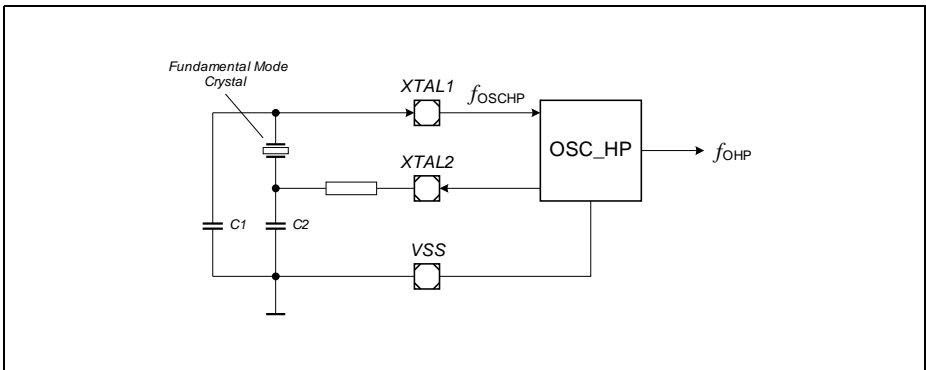 Fundamental Mode
Crystal
XTAL1
fOSCHP
OSC_HP
fOHP
XTAL2
C1
C2
VSS